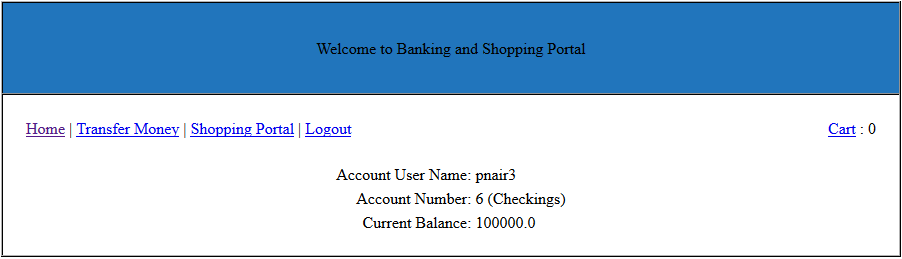 Welcome to Banking and Shopping Portal
Home | Transfer Money | Shopping Portal | Logout
Cart : 0
Account User Name: pnair3
Account Number: 6 (Checkings)
Current Balance: 100000.0